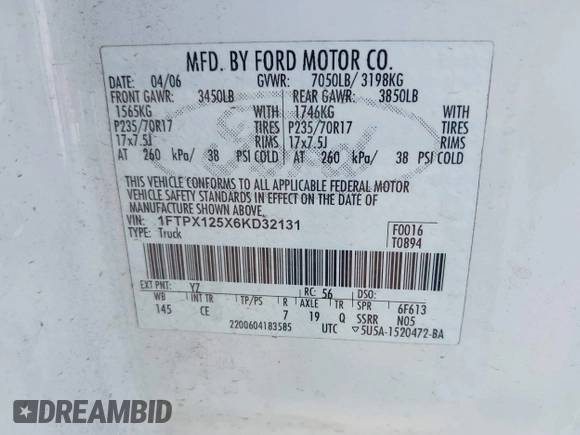 MFD. BY FORD MOTOR CO.
DATE: 04/06 GVWR: 7050LB/ 3198KG
FRONT GAWR: 3450LB REAR GAWR: 3850LB
1565KG WITH 1746KG WITH
P235/70R17 TIRES P235/70R17 TIRES
17x7.5J RIMS 17x7.5J RIMS
AT 260 kPa/ 38 PSI COLD AT 260 kPa/ 38 PSI COLD
THIS VEHICLE CONFORMS TO ALL APPLICABLE FEDERAL MOTOR
VEHICLE SAFETY STANDARDS IN EFFECT ON THE DATE OF
MANUFACTURE SHOWN ABOVE.
VIN: 1FTPX125X6KD32131 F0016
TYPE: Truck T0894
EXT PNT: YZ RC: 56 DSO:
WB INT TR TP/PS R AXLE TR SPR 6F613
145 CE 7 19 Q SSRR N05
2200604183585 UTC ▽5U5A-1520472-BA
DREAMBID